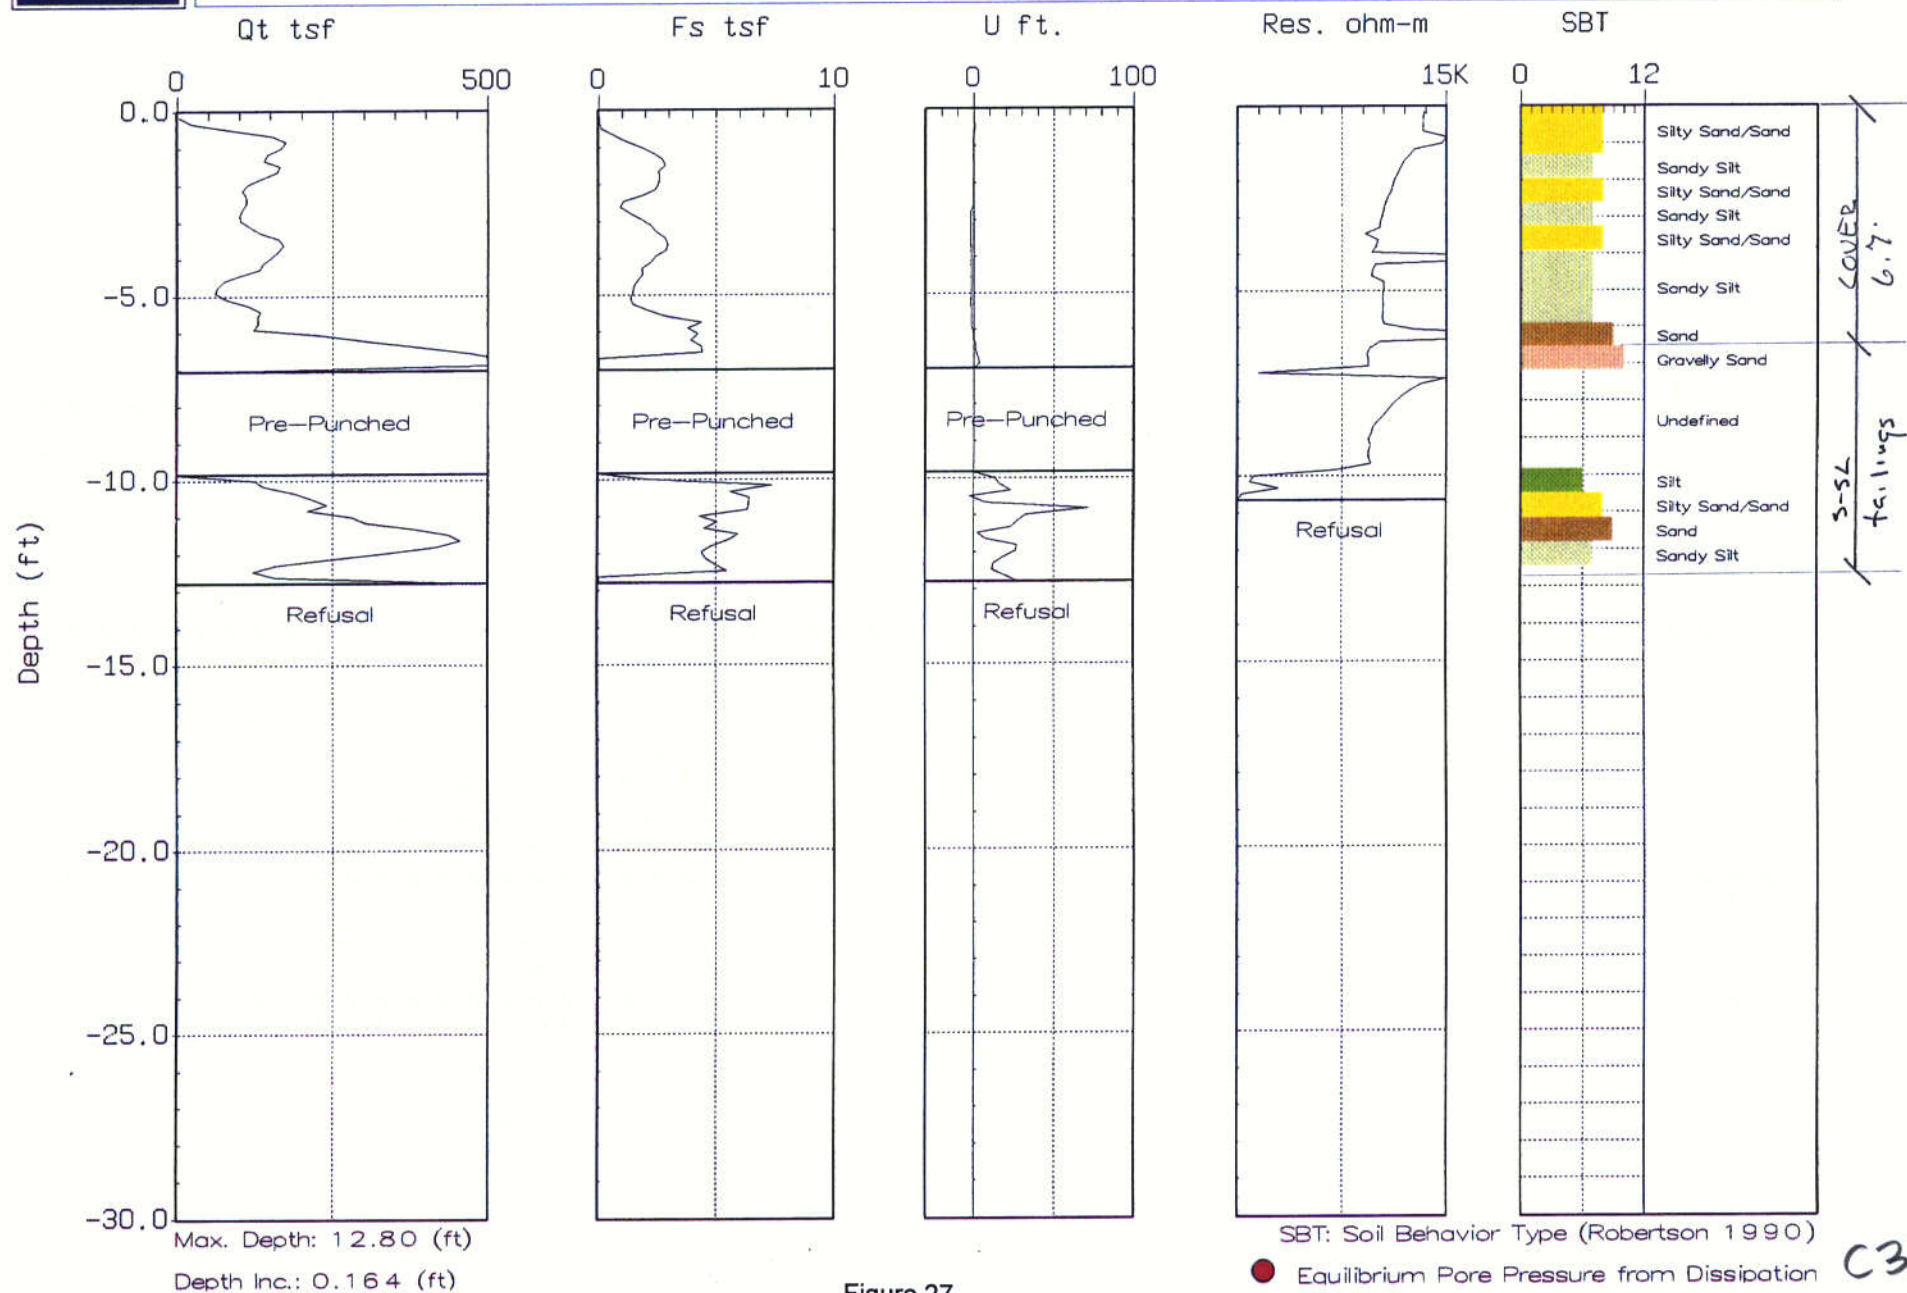 Qt tsf
Fs tsf
U ft.
Res. ohm-m
SBT
0 500
0 10
0 100
15K
0 12
0.0
-5.0
-10.0
-15.0
-20.0
-25.0
-30.0
Depth (ft)
Pre-Punched
Pre-Punched
Pre-Punched
Refusal
Refusal
Refusal
Refusal
Silty Sand/Sand
Sandy Silt
Silty Sand/Sand
Sandy Silt
Silty Sand/Sand
Sandy Silt
Sand
Gravelly Sand
Undefined
Silt
Silty Sand/Sand
Sand
Sandy Silt
COVER
S-SL
tailings
Max. Depth: 12.80 (ft)
Depth Inc.: 0.164 (ft)
SBT: Soil Behavior Type (Robertson 1990)
Equilibrium Pore Pressure from Dissipation
C3
Figure 27